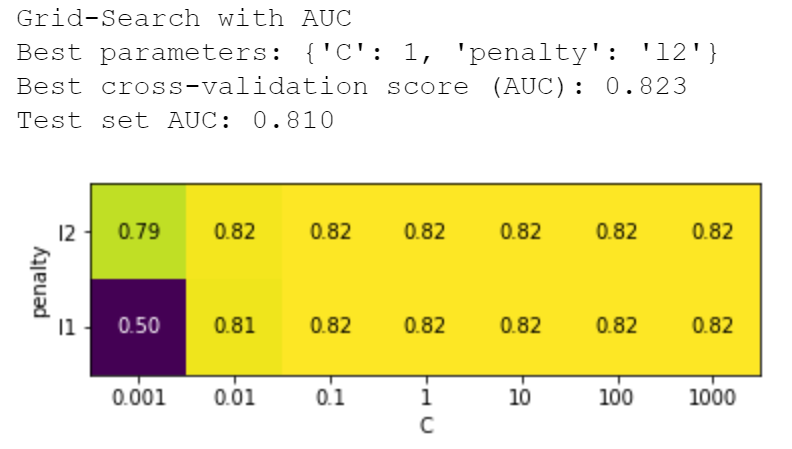 Grid-Search with AUC
Best parameters: {'C': 1, 'penalty': 'l2'}
Best cross-validation score (AUC): 0.823
Test set AUC: 0.810
penalty
l2 0.79 0.82 0.82 0.82 0.82 0.82 0.82
l1 0.50 0.81 0.82 0.82 0.82 0.82 0.82
0.001 0.01 0.1 1 10 100 1000
C